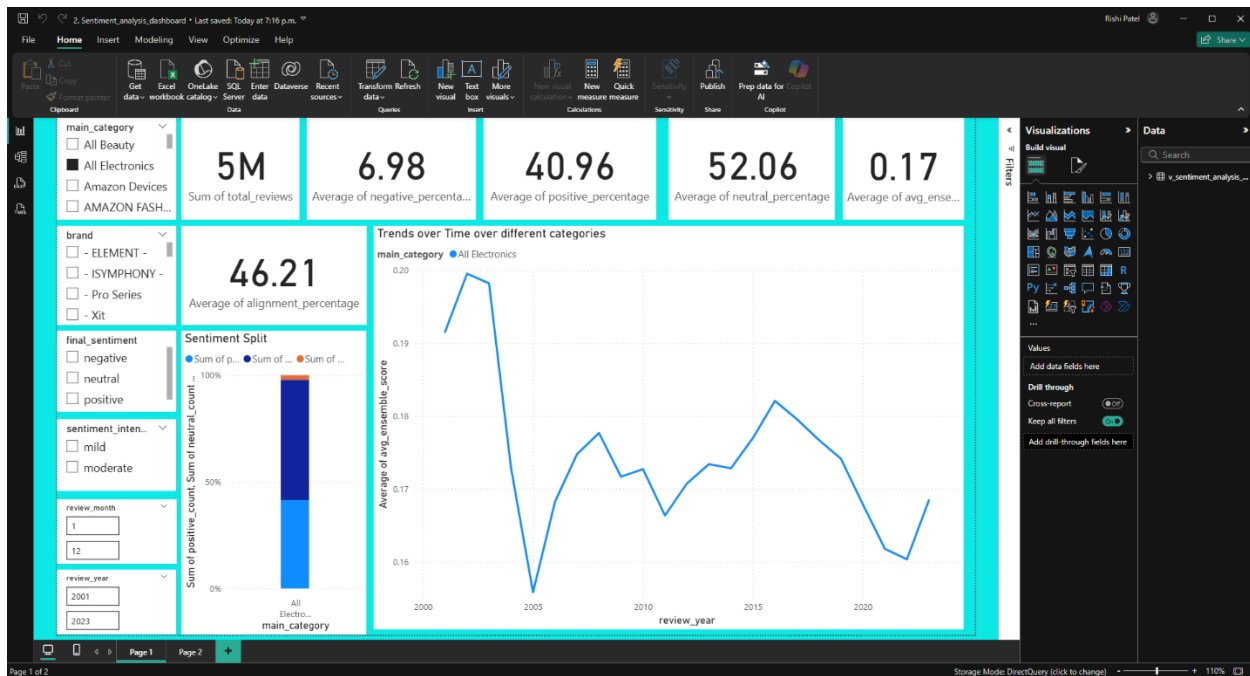 2. Sentiment_analysis_dashboard • Last saved: Today at 7:16 p.m.
Rishi Patel
File Home Insert Modeling View Optimize Help
Share
Paste
Cut
Copy
Format painter
Clipboard
Get data
Excel workbook
OneLake catalog
SQL Server
Enter data
Dataverse
Recent sources
Data
Transform data
Refresh
Queries
New visual
Text box
More visuals
Insert
New visual calculation
New measure
Quick measure
Calculations
Sensitivity
Sensitivity
Publish
Share
Prep data for AI
Copilot
Copilot
main_category
All Beauty
All Electronics
Amazon Devices
AMAZON FASH...
5M
Sum of total_reviews
6.98
Average of negative_percenta...
40.96
Average of positive_percentage
52.06
Average of neutral_percentage
0.17
Average of avg_ense...
brand
- ELEMENT -
- ISYMPHONY -
- Pro Series
- Xit
final_sentiment
negative
neutral
positive
sentiment_inten...
mild
moderate
review_month
1
12
review_year
2001
2023
46.21
Average of alignment_percentage
Sentiment Split
Sum of p... Sum of ... Sum of ...
Sum of positive_count, Sum of neutral_count ...
100%
50%
0%
All
Electro...
main_category
Trends over Time over different categories
main_category All Electronics
Average of avg_ensemble_score
0.20
0.19
0.18
0.17
0.16
2000 2005 2010 2015 2020
review_year
Filters
Visualizations
Build visual
R
Py
...
Values
Add data fields here
Drill through
Cross-report Off
Keep all filters On
Add drill-through fields here
Data
Search
v_sentiment_analysis_...
Page 1 Page 2 +
Page 1 of 2
Storage Mode: DirectQuery (click to change)
- + 110%